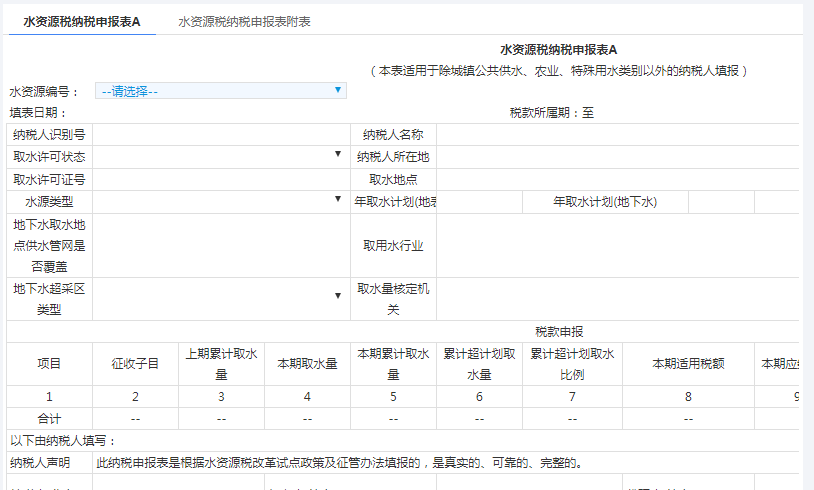 水资源税纳税申报表A 水资源税纳税申报表附表
水资源税纳税申报表A
（本表适用于除城镇公共供水、农业、特殊用水类别以外的纳税人填报）
水资源编号： --请选择--
填表日期： 税款所属期：至
纳税人识别号 纳税人名称
取水许可状态 纳税人所在地
取水许可证号 取水地点
水源类型 年取水计划(地表 年取水计划(地下水)
地下水取水地
点供水管网是
否覆盖
取用水行业
地下水超采区
类型
取水量核定机
关
税款申报
项目 征收子目 上期累计取水
量 本期取水量 本期累计取水
量 累计超计划取
水量 累计超计划取水
比例 本期适用税额 本期应
1 2 3 4 5 6 7 8 9
合计 -- -- -- -- -- -- --
以下由纳税人填写：
纳税人声明 此纳税申报表是根据水资源税改革试点政策及征管办法填报的，是真实的、可靠的、完整的。